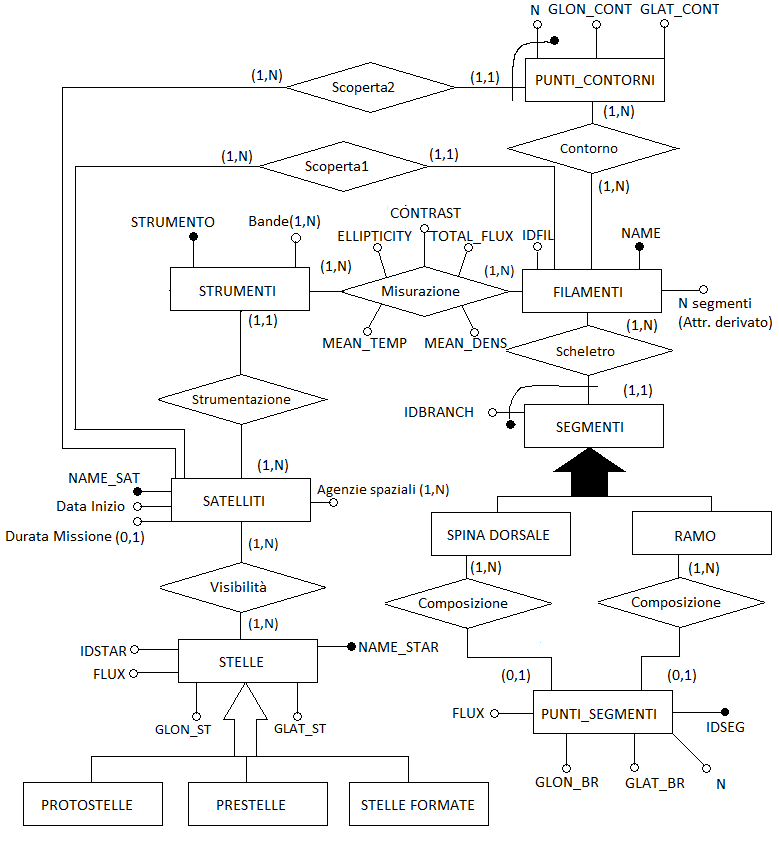 N
GLON_CONT
GLAT_CONT
(1,N)
Scoperta2
(1,1)
PUNTI_CONTORNI
(1,N)
Contorno
(1,N)
Scoperta1
(1,1)
(1,N)
STRUMENTO
Bande(1,N)
CONTRAST
ELLIPTICITY
TOTAL_FLUX
IDFIL
NAME
(1,N)
(1,N)
STRUMENTI
Misurazione
FILAMENTI
N segmenti
(Attr. derivato)
(1,1)
MEAN_TEMP
MEAN_DENS
(1,N)
Scheletro
Strumentazione
IDBRANCH
(1,1)
SEGMENTI
(1,N)
NAME_SAT
Data Inizio
Durata Missione (0,1)
SATELLITI
Agenzie spaziali (1,N)
(1,N)
SPINA DORSALE
RAMO
(1,N)
(1,N)
Visibilità
Composizione
Composizione
(1,N)
IDSTAR
FLUX
STELLE
NAME_STAR
(0,1)
(0,1)
GLON_ST
GLAT_ST
FLUX
PUNTI_SEGMENTI
IDSEG
GLON_BR
GLAT_BR
N
PROTOSTELLE
PRESTELLE
STELLE FORMATE